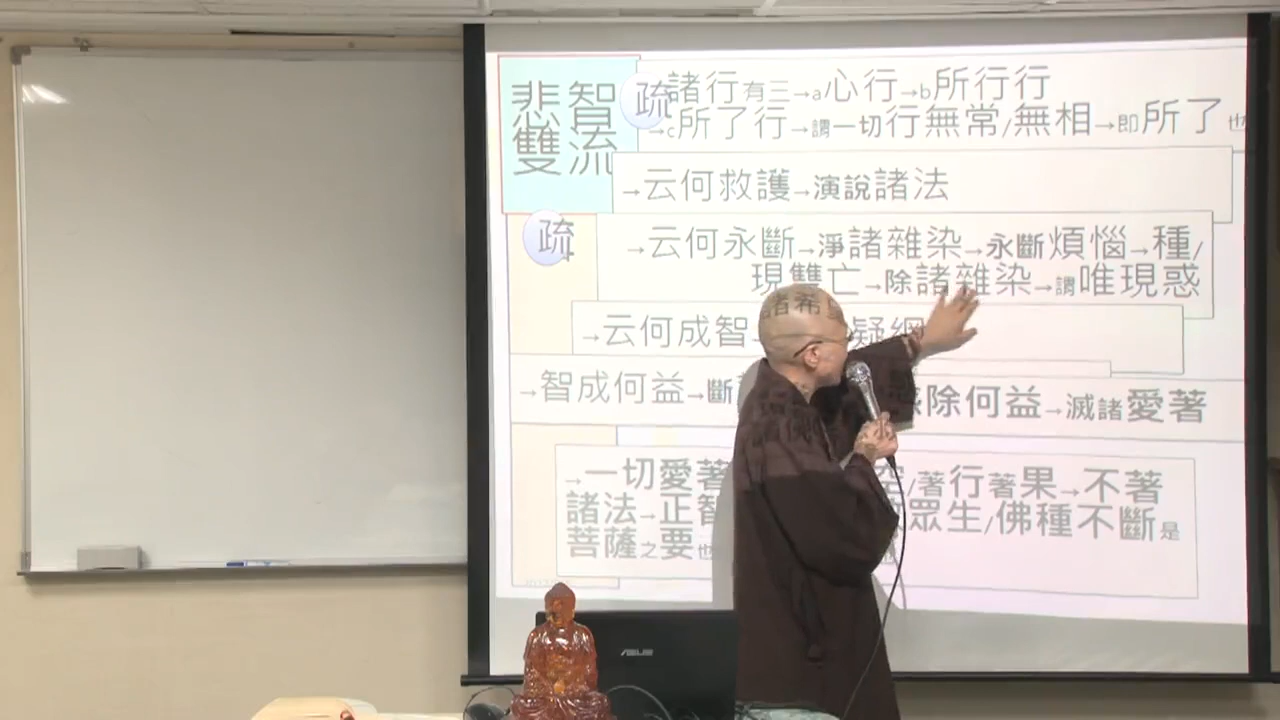 悲智
雙流
疏
諸行有三→a心行→b所行行
→c所了行→謂一切行無常/無相→即所了也
→云何救護→演說諸法
疏
→云何永斷→淨諸雜染→永斷煩惱→種/
現雙亡→除諸雜染→謂唯現惑
→云何成智
諸希
疑網
→智成何益→斷
除何益→滅諸愛著
→一切愛著
/著行著果→不著
諸法→正智
眾生/佛種不斷是
菩薩之要也
ASUS